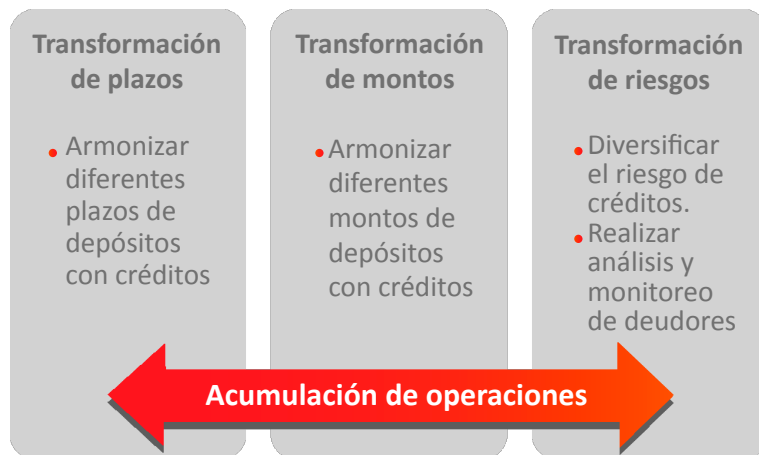 Transformación
de plazos
• Armonizar
diferentes
plazos de
depósitos
con créditos
Transformación
de montos
• Armonizar
diferentes
montos de
depósitos
con créditos
Transformación
de riesgos
• Diversificar
el riesgo de
créditos.
• Realizar
análisis y
monitoreo
de deudores
Acumulación de operaciones